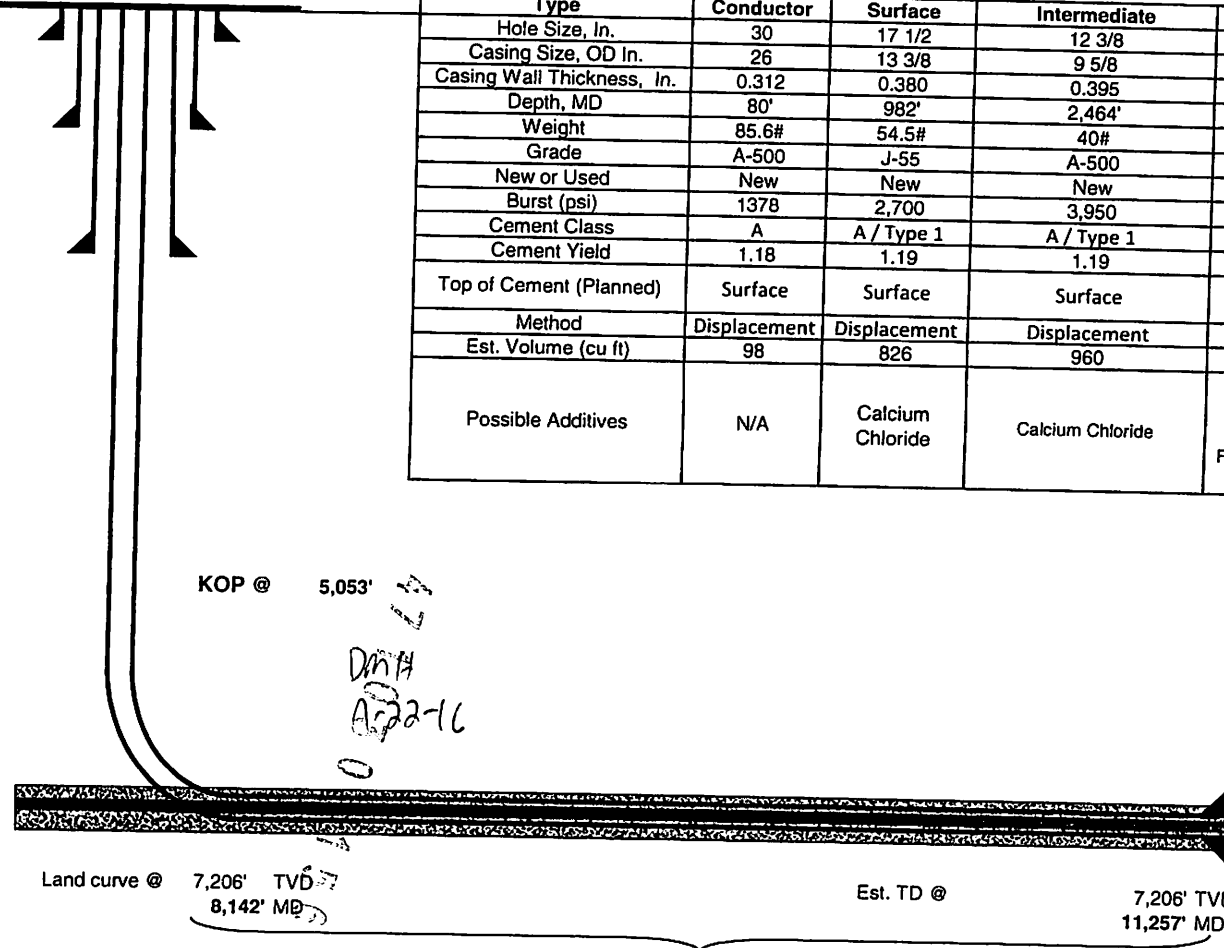 Type Conductor Surface Intermediate
Hole Size, In. 30 17 1/2 12 3/8
Casing Size, OD In. 26 13 3/8 9 5/8
Casing Wall Thickness, In. 0.312 0.380 0.395
Depth, MD 80' 982' 2,464'
Weight 85.6# 54.5# 40#
Grade A-500 J-55 A-500
New or Used New New New
Burst (psi) 1378 2,700 3,950
Cement Class A A / Type 1 A / Type 1
Cement Yield 1.18 1.19 1.19
Top of Cement (Planned) Surface Surface Surface
Method Displacement Displacement Displacement
Est. Volume (cu ft) 98 826 960
Possible Additives N/A Calcium Chloride Calcium Chloride
F
KOP @ 5,053'
DMH
Land curve @ 7,206' TVD
8,142' MD
Est. TD @ 7,206' TVD
11,257' MD